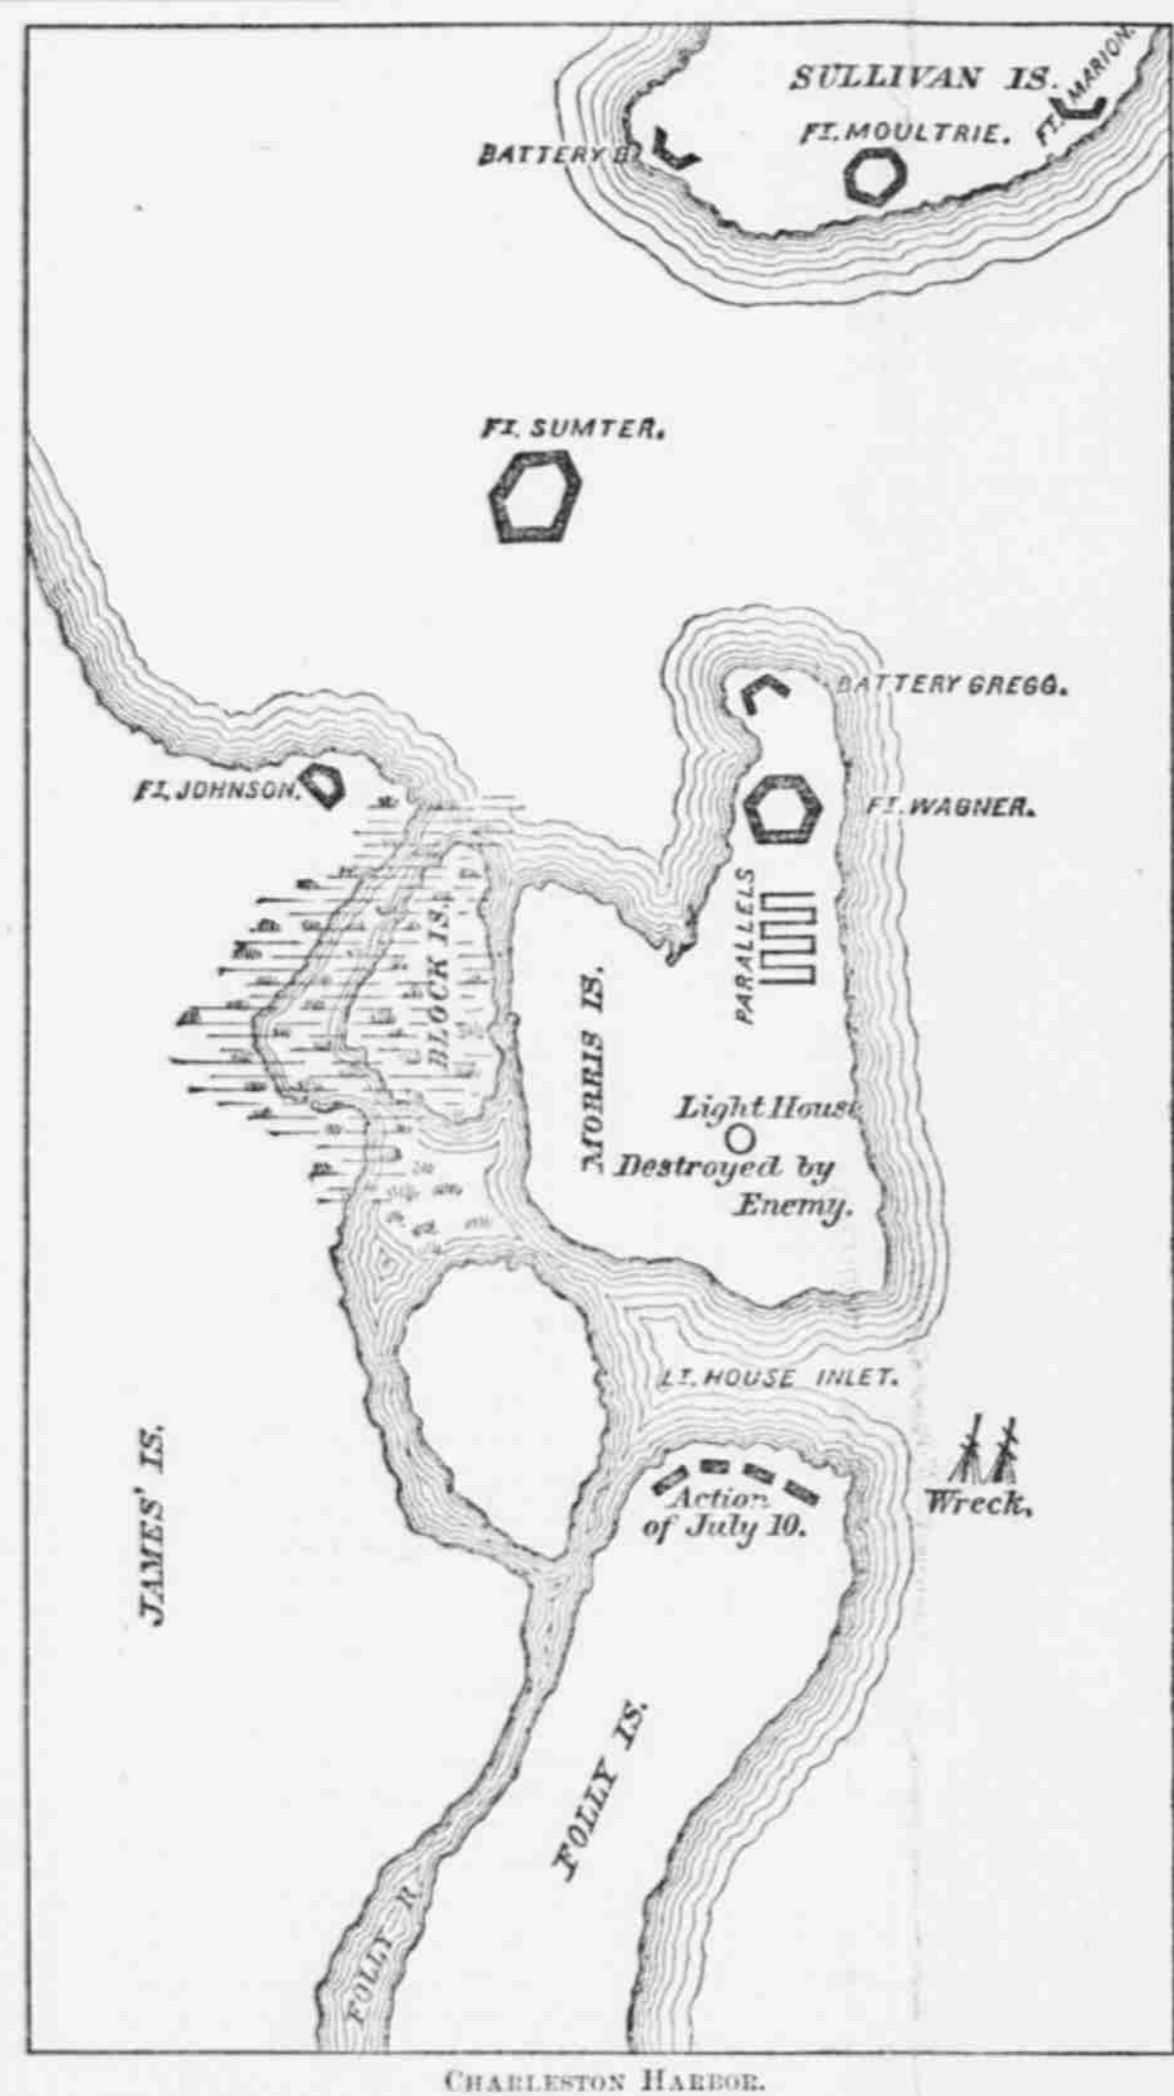 SULLIVAN IS.
FT. MARION.
FT. MOULTRIE.
BATTERY B
FT. SUMTER.
BATTERY GREGG.
FT. JOHNSON.
FT. WAGNER.
PARALLELS
BLOCK IS.
MORRIS IS.
Light House
Destroyed by
Enemy.
LT. HOUSE INLET.
Wreck.
Action
of July 10.
JAMES' IS.
FOLLY IS.
FOLLY R.
CHARLESTON HARBOR.